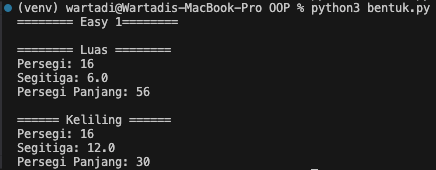 (venv) wartadi@Wartadis-MacBook-Pro OOP % python3 bentuk.py
======== Easy 1========
======== Luas ========
Persegi: 16
Segitiga: 6.0
Persegi Panjang: 56
====== Keliling ======
Persegi: 16
Segitiga: 12.0
Persegi Panjang: 30